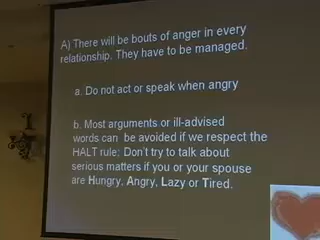 A) There will be bouts of anger in every
relationship. They have to be managed.
a. Do not act or speak when angry
b. Most arguments or ill-advised
words can be avoided if we respect the
HALT rule; Don't try to talk about
serious matters if you or your spouse
are Hungry, Angry, Lazy or Tired.